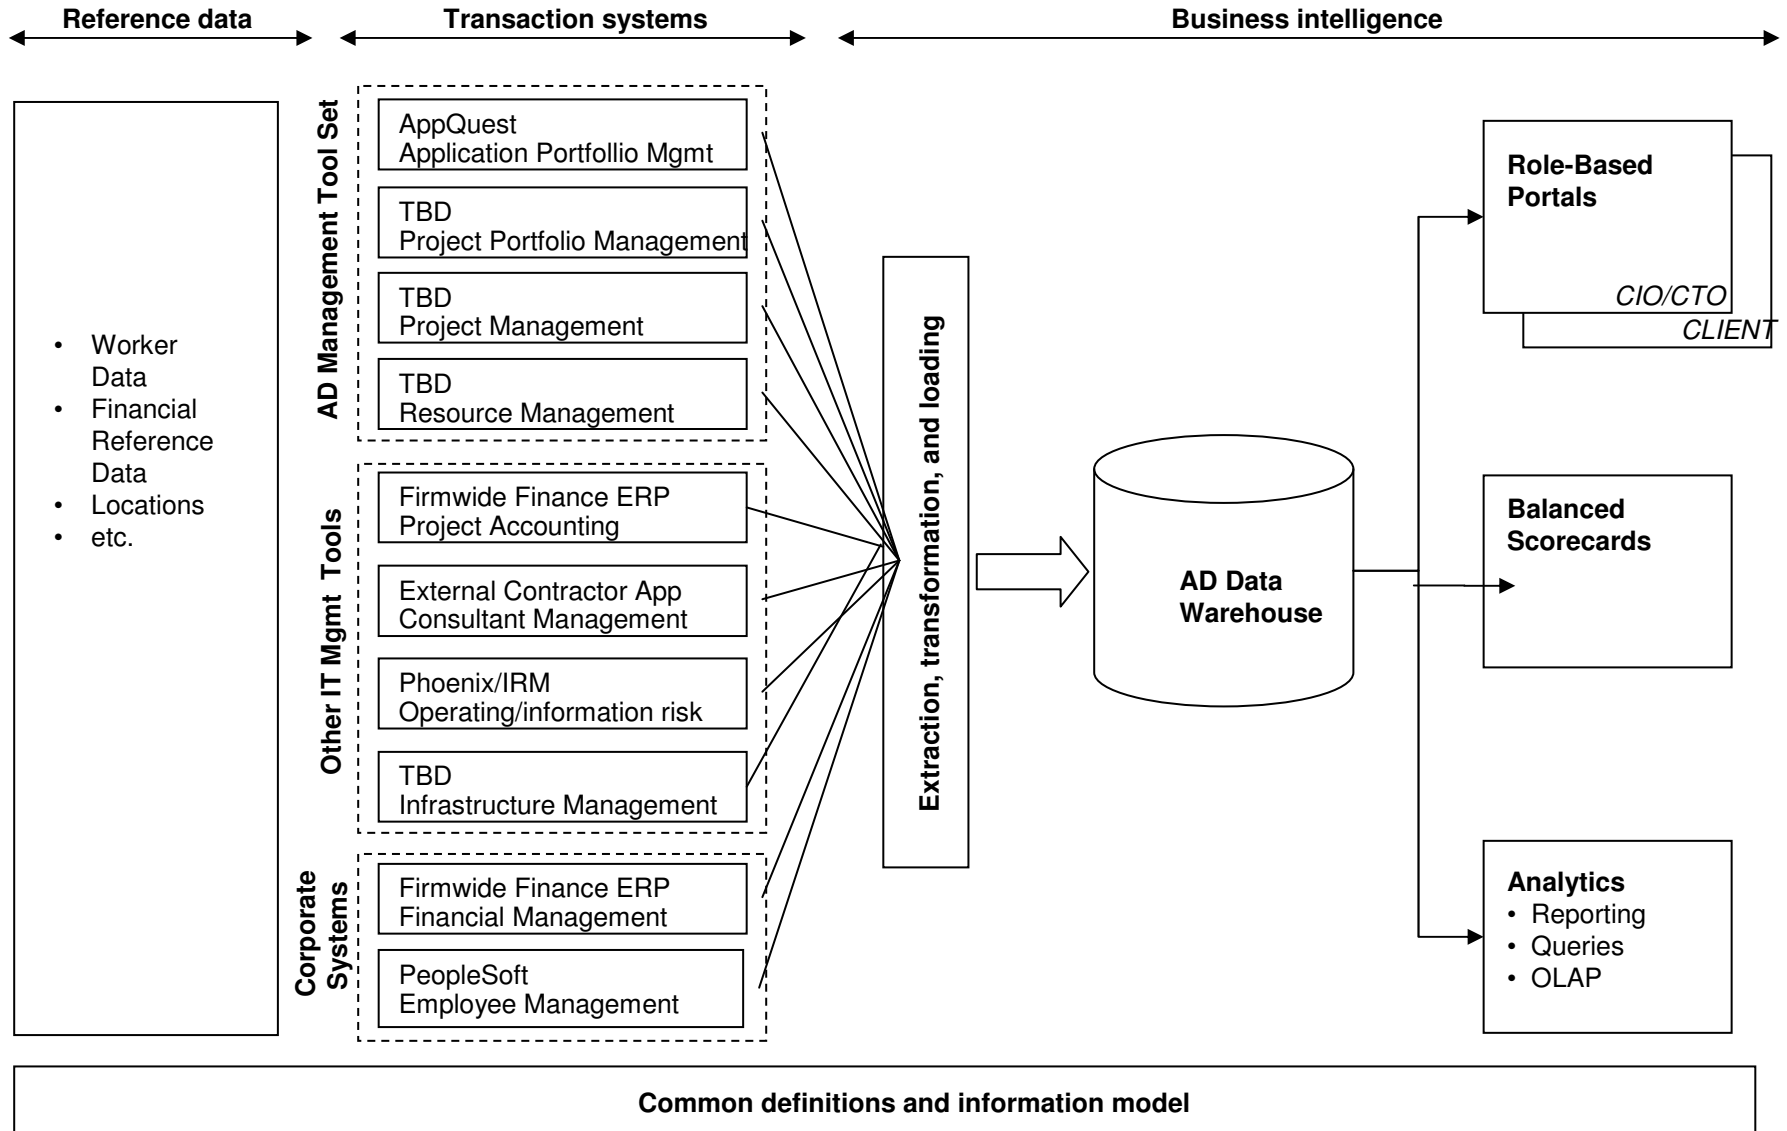 Reference data
Transaction systems
Business intelligence
• Worker
Data
• Financial
Reference
Data
• Locations
• etc.
AD Management Tool Set
AppQuest
Application Portfollio Mgmt
TBD
Project Portfolio Management
TBD
Project Management
TBD
Resource Management
Other IT Mgmt Tools
Firmwide Finance ERP
Project Accounting
External Contractor App
Consultant Management
Phoenix/IRM
Operating/information risk
TBD
Infrastructure Management
Corporate
Systems
Firmwide Finance ERP
Financial Management
PeopleSoft
Employee Management
Extraction, transformation, and loading
AD Data
Warehouse
Role-Based
Portals
CIO/CTO
CLIENT
Balanced
Scorecards
Analytics
• Reporting
• Queries
• OLAP
Common definitions and information model